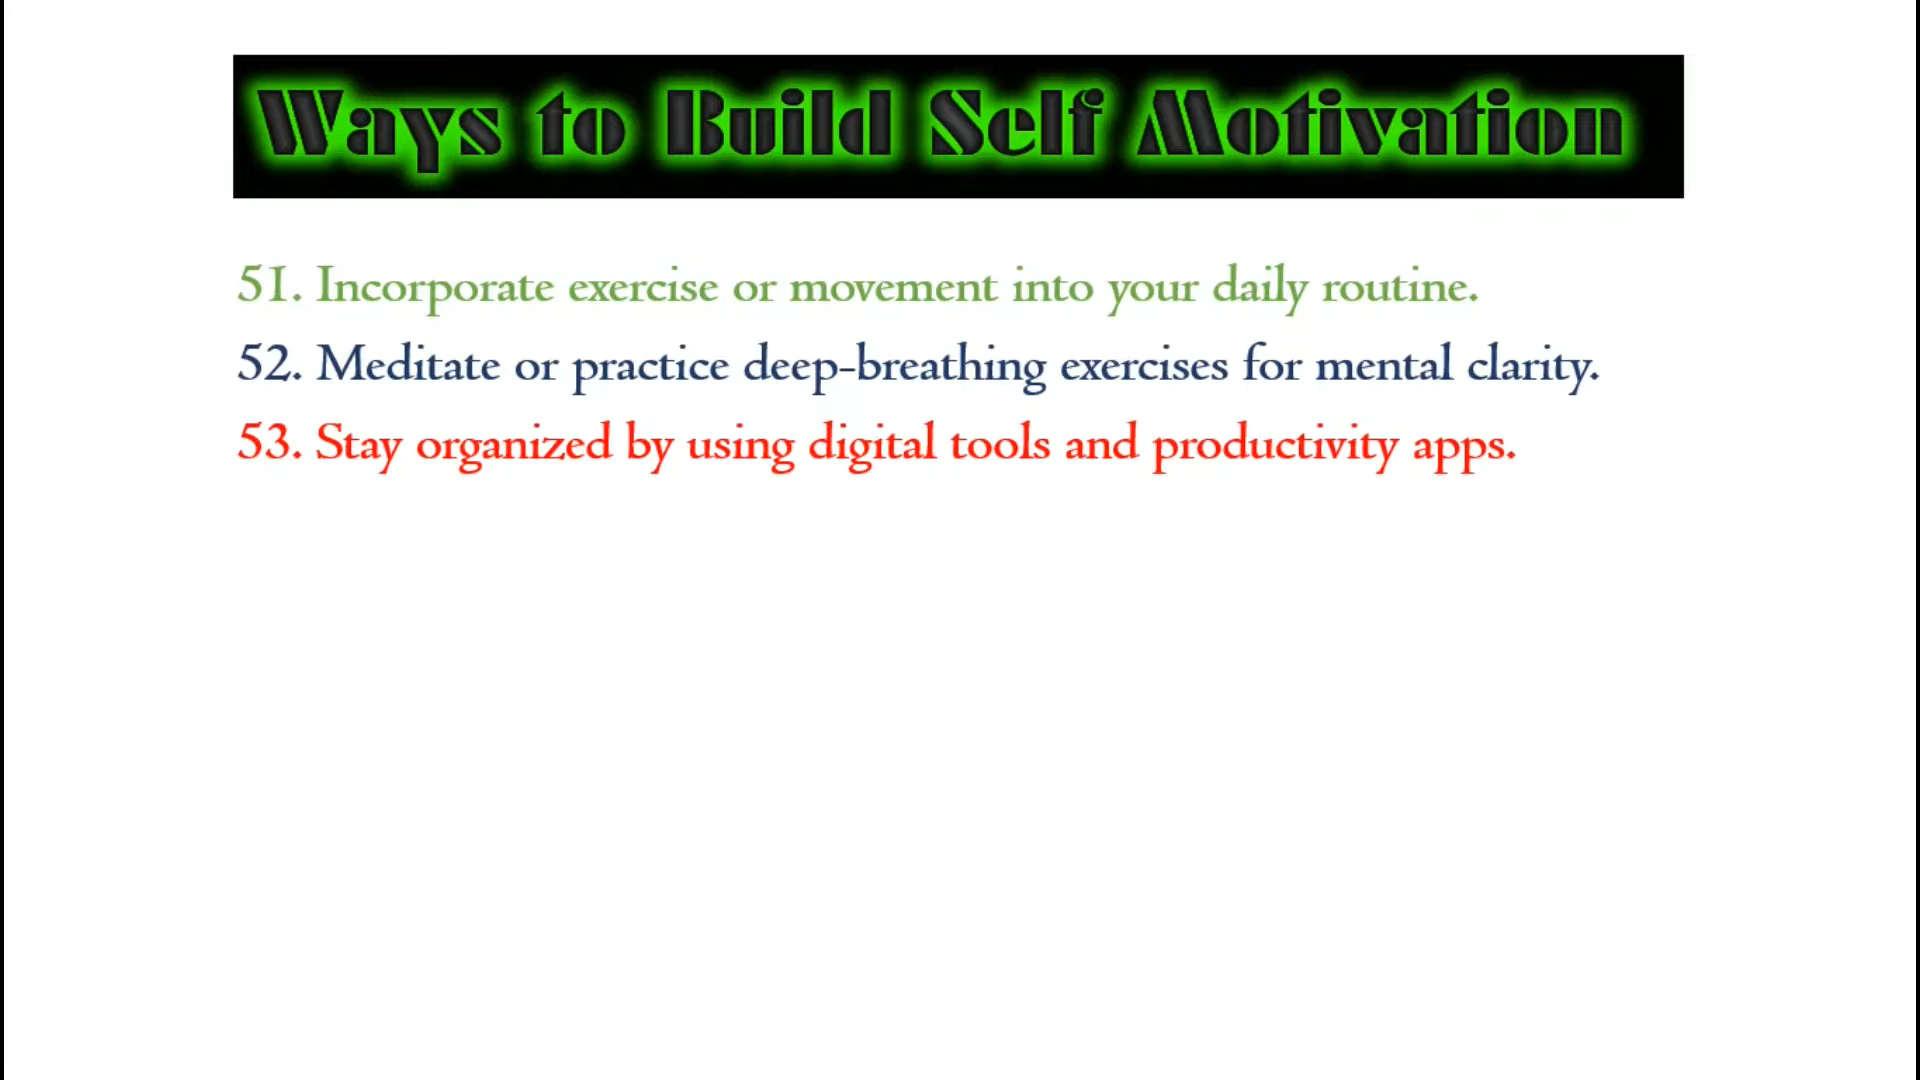 Ways to Build Self Motivation
51. Incorporate exercise or movement into your daily routine.
52. Meditate or practice deep-breathing exercises for mental clarity.
53. Stay organized by using digital tools and productivity apps.